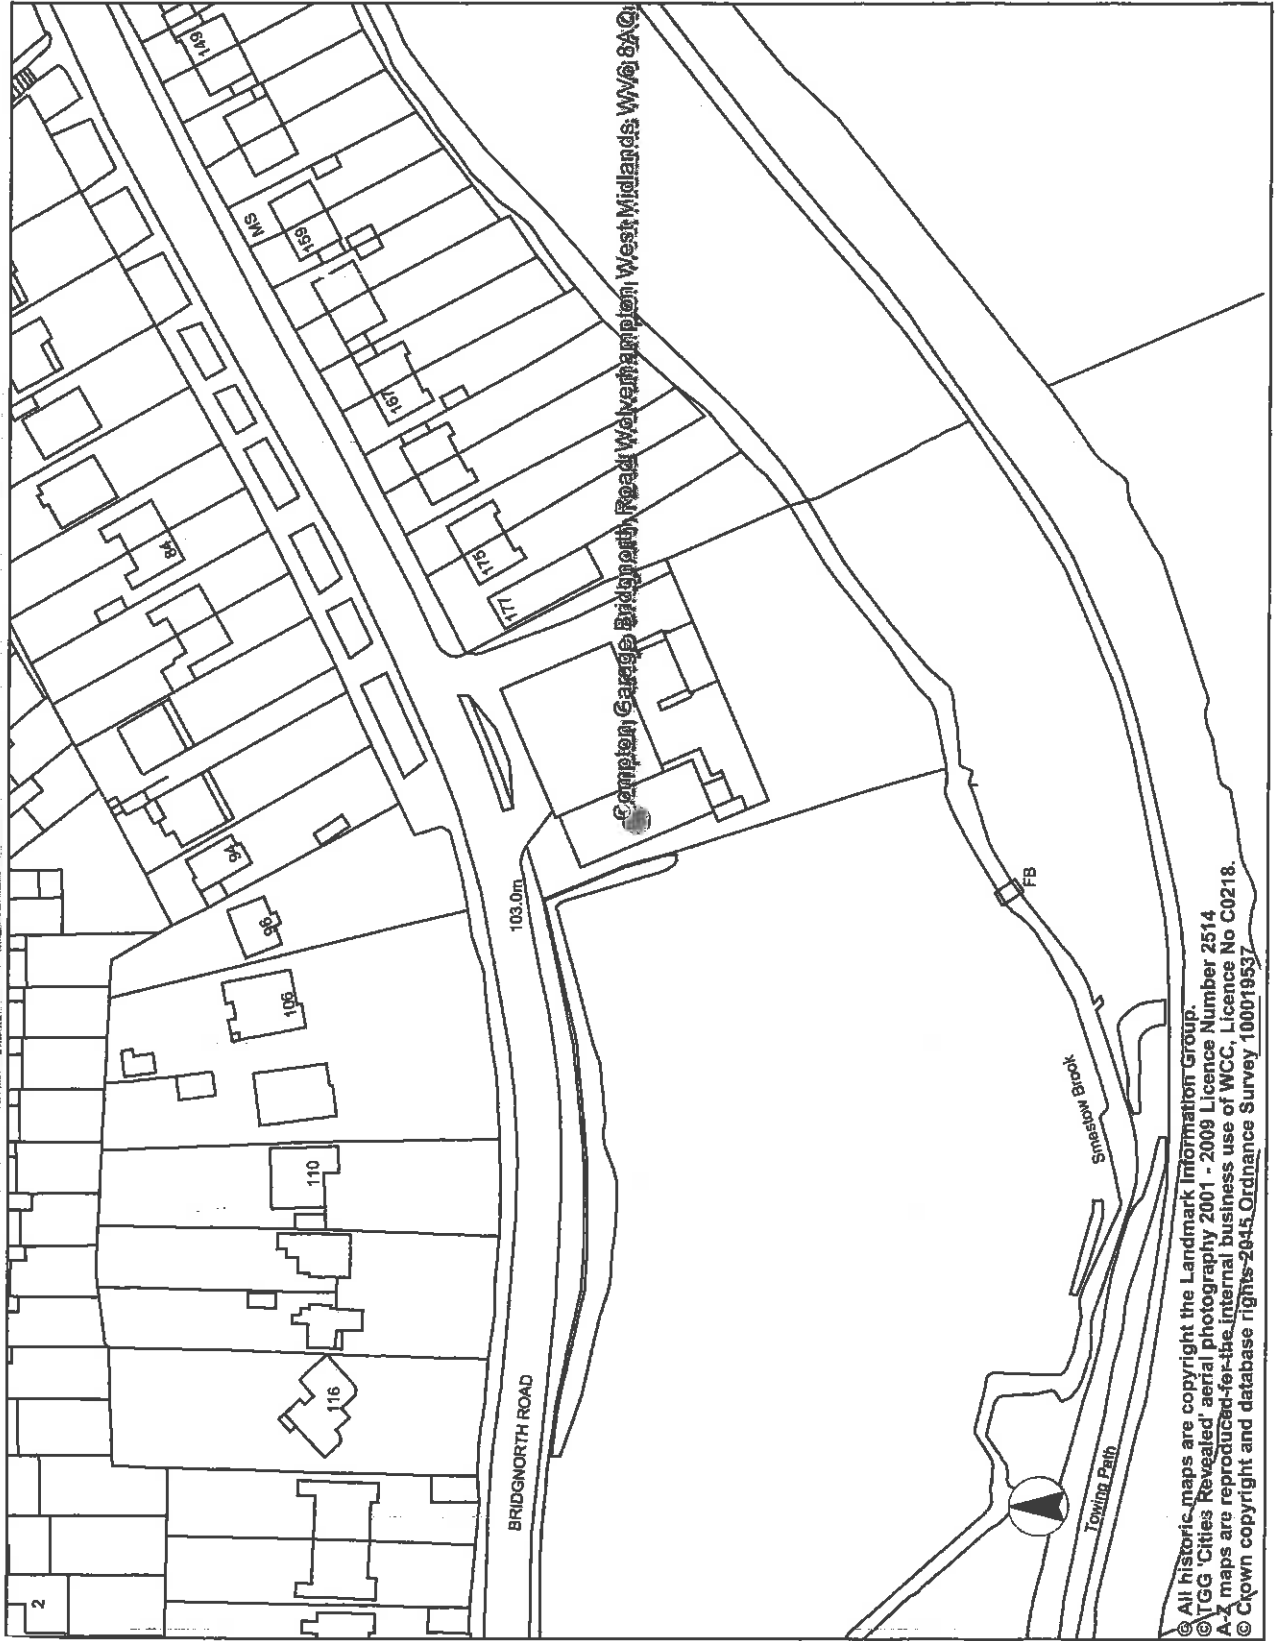 2
116
110
106
96
94
84
BRIDGNORTH ROAD
103.0m
149
MS
159
167
175
177
Compton Garage Bridgnorth Road Wolverhampton West Midlands WV6 8AQ
FB
Smestow Brook
Towing Path
© All historic maps are copyright the Landmark Information Group.
© TGG 'Cities Revealed' aerial photography 2001 - 2009 Licence Number 2514
A-Z maps are reproduced for the internal business use of WCC, Licence No C0218.
© Crown copyright and database rights 2015 Ordnance Survey 100019537